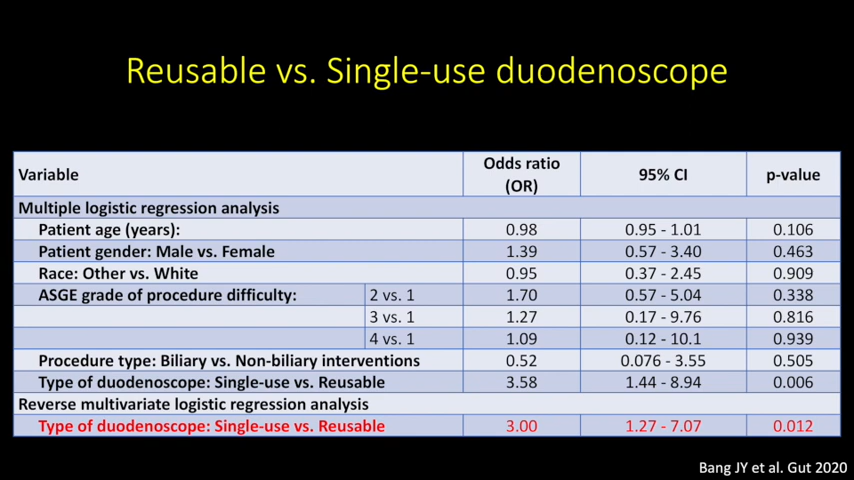 Reusable vs. Single-use duodenoscope
Variable Odds ratio (OR) 95% CI p-value
Multiple logistic regression analysis
Patient age (years): 0.98 0.95 - 1.01 0.106
Patient gender: Male vs. Female 1.39 0.57 - 3.40 0.463
Race: Other vs. White 0.95 0.37 - 2.45 0.909
ASGE grade of procedure difficulty: 2 vs. 1 1.70 0.57 - 5.04 0.338
3 vs. 1 1.27 0.17 - 9.76 0.816
4 vs. 1 1.09 0.12 - 10.1 0.939
Procedure type: Biliary vs. Non-biliary interventions 0.52 0.076 - 3.55 0.505
Type of duodenoscope: Single-use vs. Reusable 3.58 1.44 - 8.94 0.006
Reverse multivariate logistic regression analysis
Type of duodenoscope: Single-use vs. Reusable 3.00 1.27 - 7.07 0.012
Bang JY et al. Gut 2020